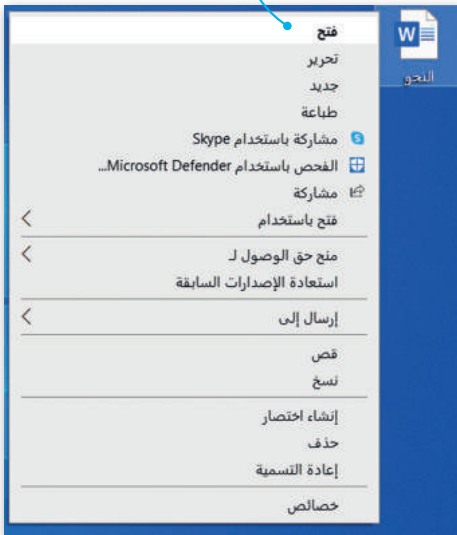 W
النحو
فتح
تحرير
جديد
طباعة
مشاركة باستخدام Skype
الفحص باستخدام Microsoft Defender...
مشاركة
فتح باستخدام
منح حق الوصول لـ
استعادة الإصدارات السابقة
إرسال إلى
قص
نسخ
إنشاء اختصار
حذف
إعادة التسمية
خصائص